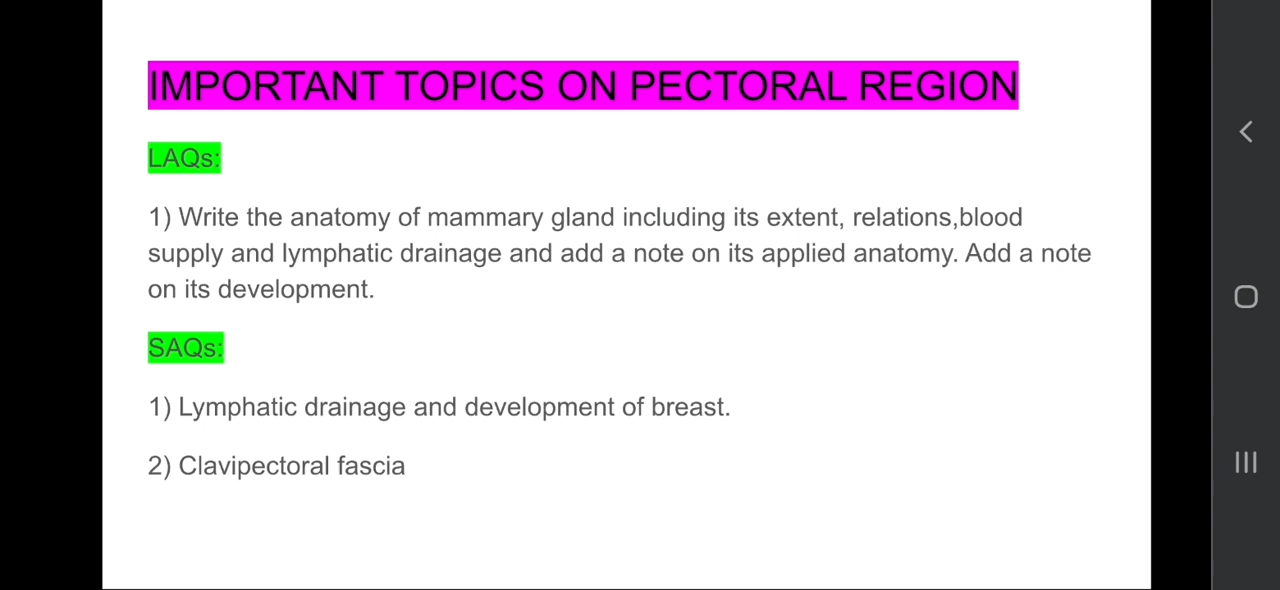 IMPORTANT TOPICS ON PECTORAL REGION
LAQs:
1) Write the anatomy of mammary gland including its extent, relations,blood
supply and lymphatic drainage and add a note on its applied anatomy. Add a note
on its development.
SAQs:
1) Lymphatic drainage and development of breast.
2) Clavipectoral fascia